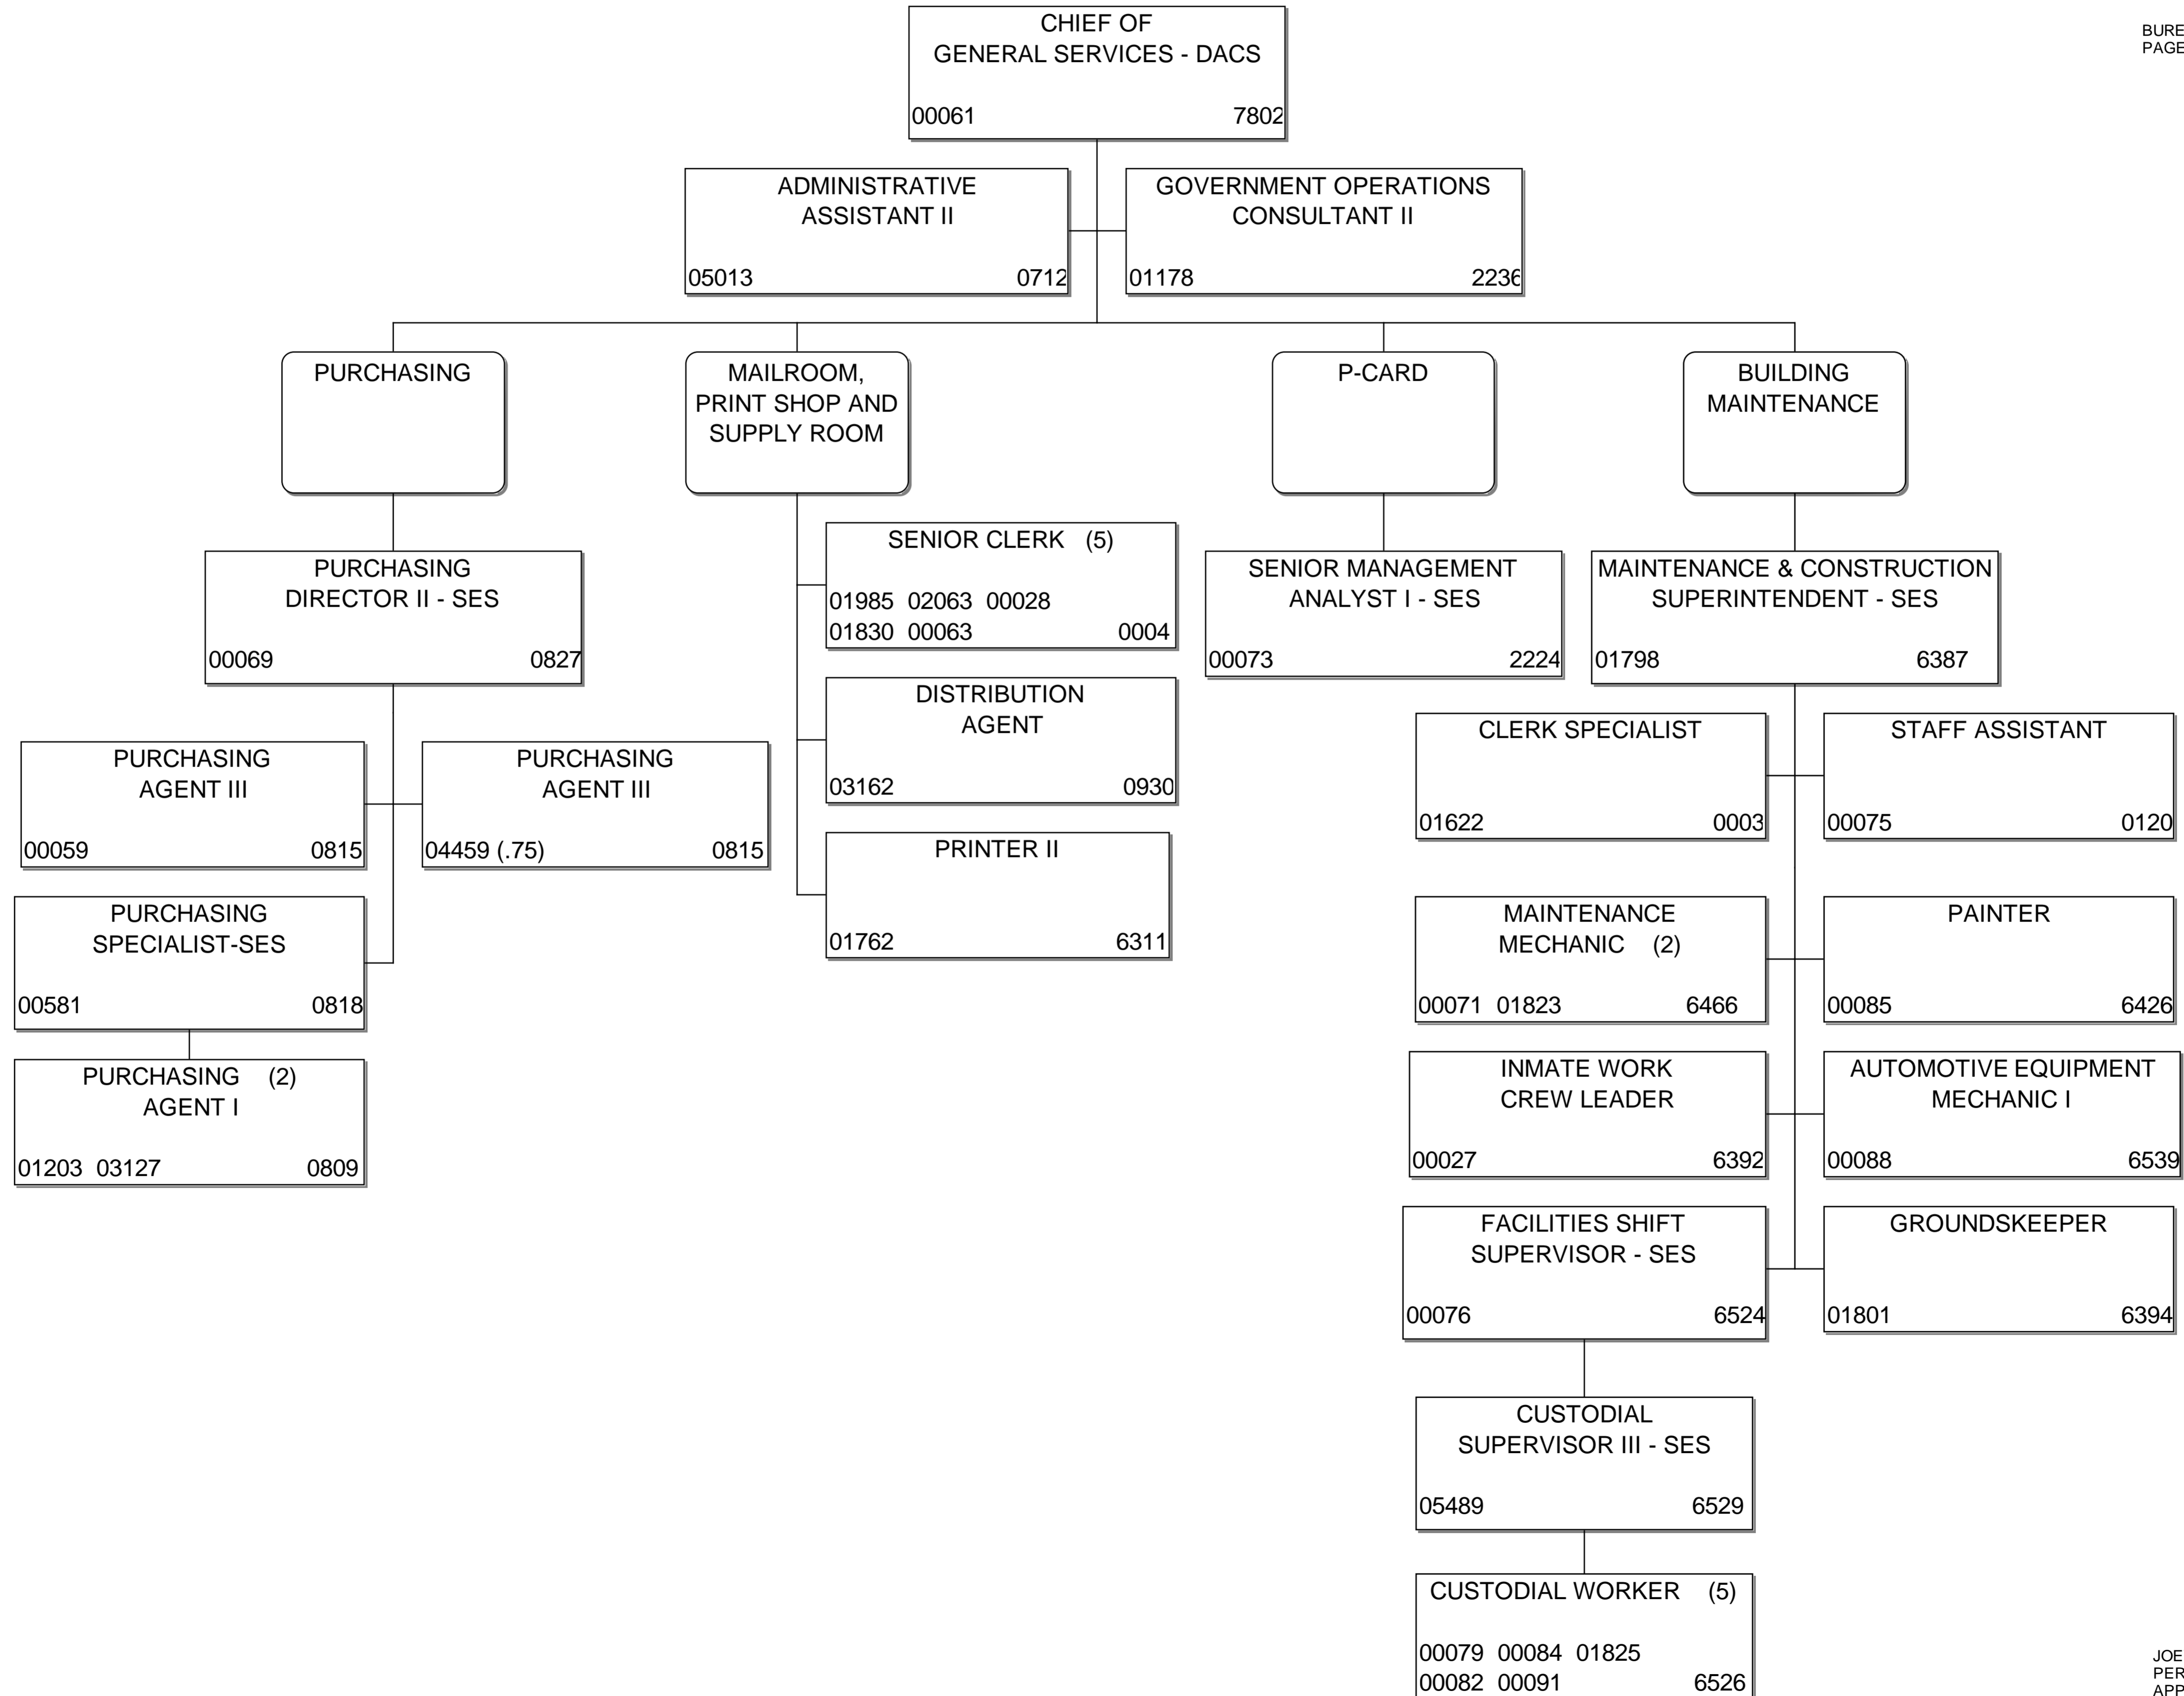 CHIEF OF
GENERAL SERVICES - DACS
00061 7802
BURE
PAGE
ADMINISTRATIVE
ASSISTANT II
05013 0712
GOVERNMENT OPERATIONS
CONSULTANT II
01178 2236
PURCHASING
MAILROOM,
PRINT SHOP AND
SUPPLY ROOM
P-CARD
BUILDING
MAINTENANCE
PURCHASING
DIRECTOR II - SES
00069 0827
SENIOR CLERK (5)
01985 02063 00028
01830 00063 0004
SENIOR MANAGEMENT
ANALYST I - SES
00073 2224
MAINTENANCE & CONSTRUCTION
SUPERINTENDENT - SES
01798 6387
PURCHASING
AGENT III
00059 0815
PURCHASING
AGENT III
04459 (.75) 0815
DISTRIBUTION
AGENT
03162 0930
CLERK SPECIALIST
01622 0003
STAFF ASSISTANT
00075 0120
PURCHASING
SPECIALIST-SES
00581 0818
PRINTER II
01762 6311
MAINTENANCE
MECHANIC (2)
00071 01823 6466
PAINTER
00085 6426
PURCHASING (2)
AGENT I
01203 03127 0809
INMATE WORK
CREW LEADER
00027 6392
AUTOMOTIVE EQUIPMENT
MECHANIC I
00088 6539
FACILITIES SHIFT
SUPERVISOR - SES
00076 6524
GROUNDSKEEPER
01801 6394
CUSTODIAL
SUPERVISOR III - SES
05489 6529
CUSTODIAL WORKER (5)
00079 00084 01825
00082 00091 6526
JOE
PER
APP